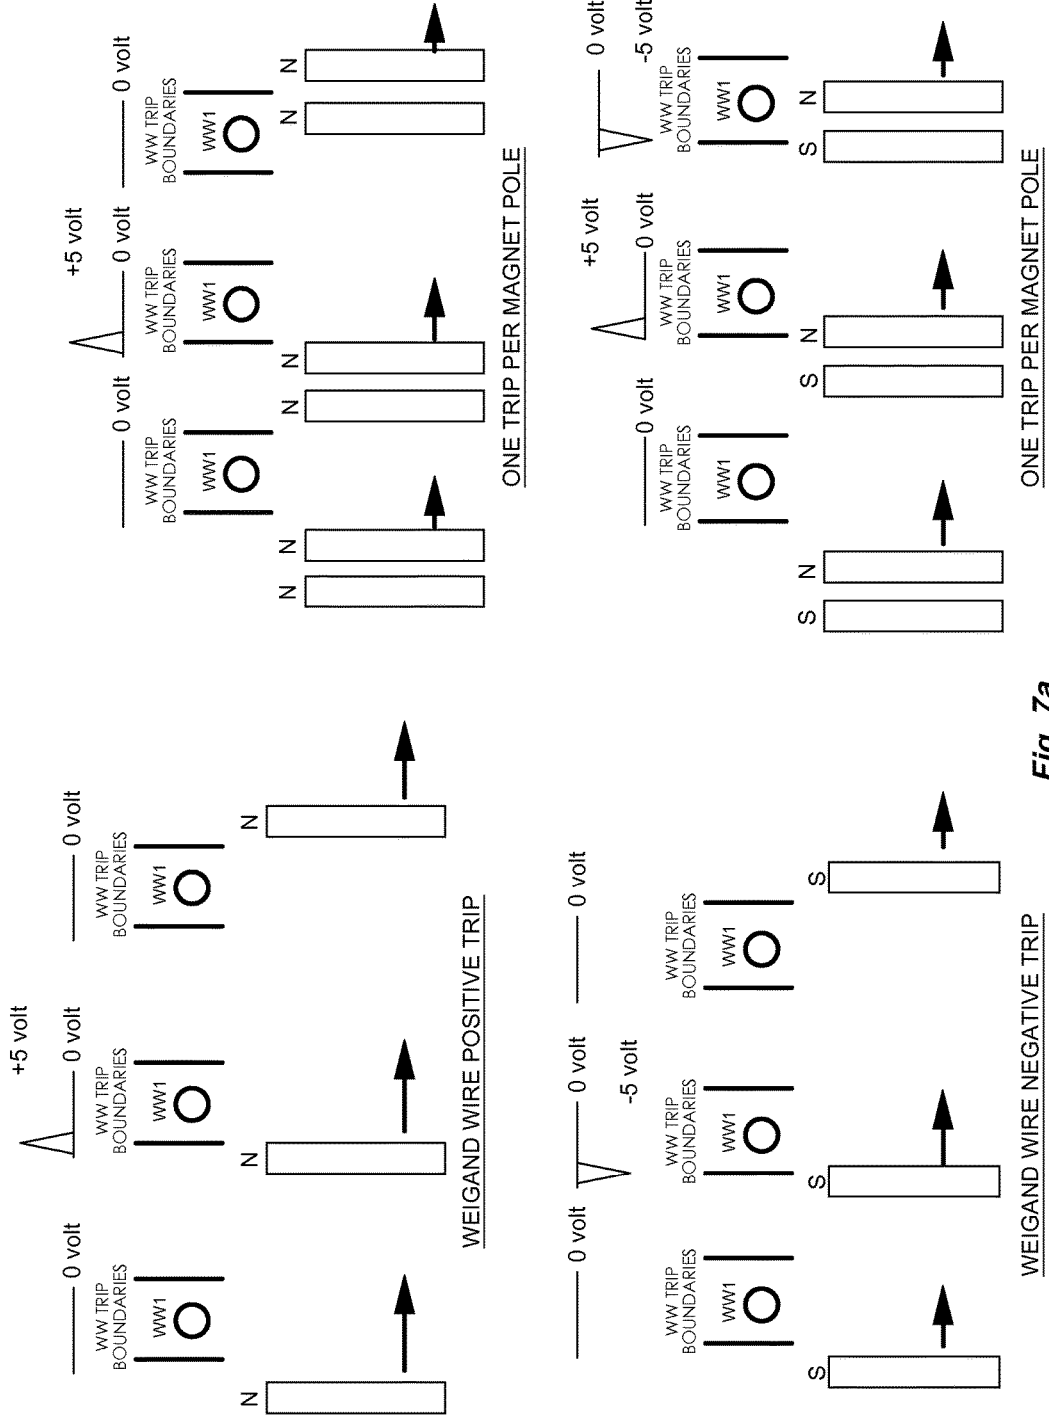 0 volt
WW TRIP
BOUNDARIES
WW1
N
+5 volt
0 volt
WW TRIP
BOUNDARIES
WW1
N
0 volt
WW TRIP
BOUNDARIES
WW1
N
WEIGAND WIRE POSITIVE TRIP
0 volt
WW TRIP
BOUNDARIES
WW1
N N
+5 volt
0 volt
WW TRIP
BOUNDARIES
WW1
N N
0 volt
WW TRIP
BOUNDARIES
WW1
N N
ONE TRIP PER MAGNET POLE
0 volt
WW TRIP
BOUNDARIES
WW1
S
0 volt
-5 volt
WW TRIP
BOUNDARIES
WW1
S
0 volt
WW TRIP
BOUNDARIES
WW1
S
WEIGAND WIRE NEGATIVE TRIP
0 volt
WW TRIP
BOUNDARIES
WW1
S N
+5 volt
0 volt
WW TRIP
BOUNDARIES
WW1
S N
0 volt
-5 volt
WW TRIP
BOUNDARIES
WW1
S N
ONE TRIP PER MAGNET POLE
Fig. 7a